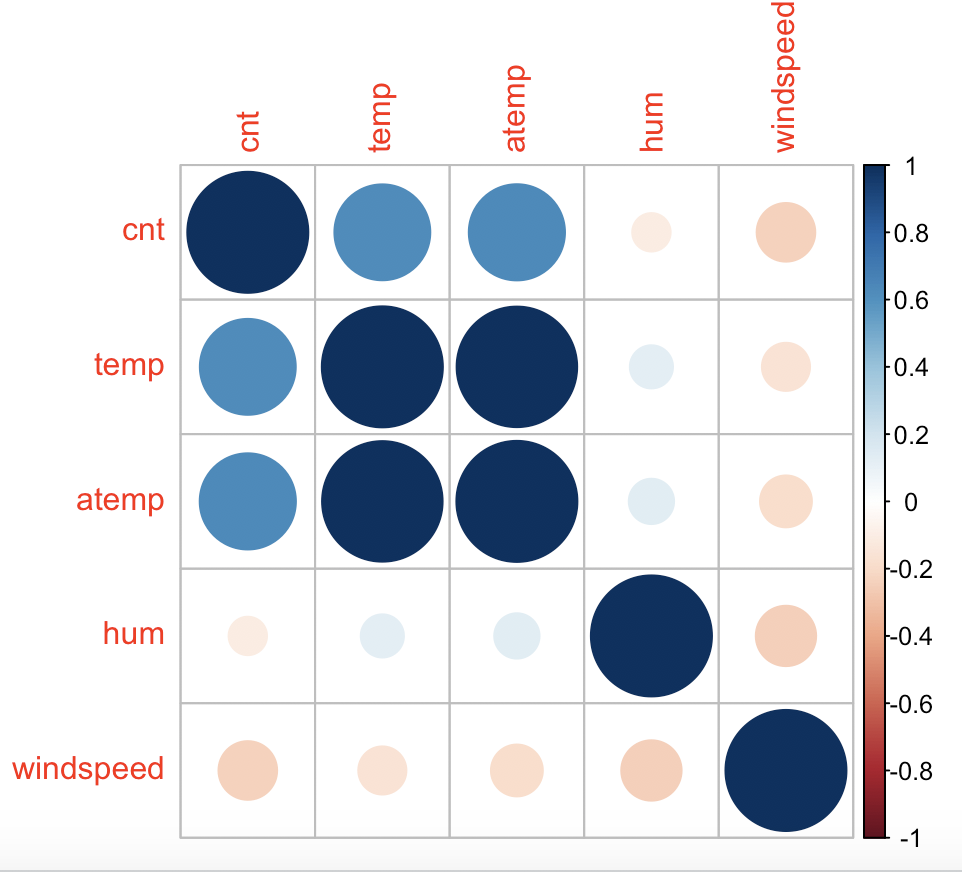 cnt
temp
atemp
hum
windspeed
cnt
temp
atemp
hum
windspeed
1
0.8
0.6
0.4
0.2
0
-0.2
-0.4
-0.6
-0.8
-1